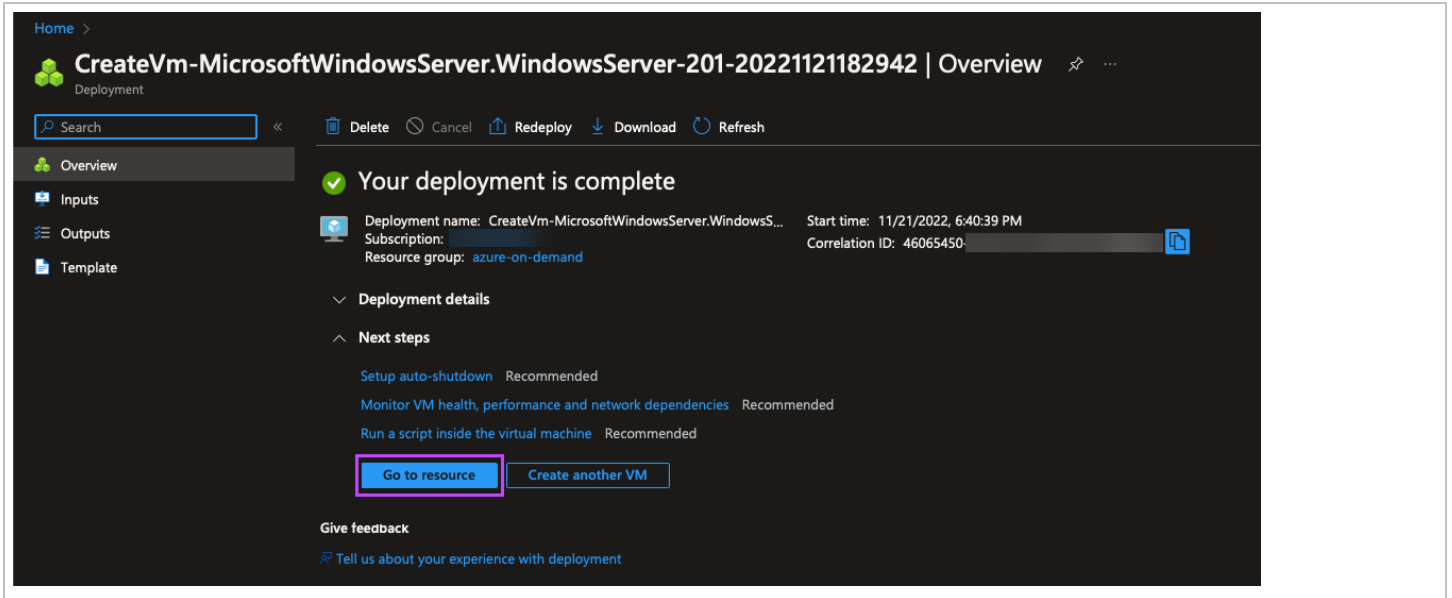 Home >
CreateVm-MicrosoftWindowsServer.WindowsServer-201-20221121182942 | Overview ...
Deployment
Search «
Delete Cancel Redeploy Download Refresh
Overview
Inputs
Outputs
Template
Your deployment is complete
Deployment name: CreateVm-MicrosoftWindowsServer.WindowsS...
Subscription:
Resource group: azure-on-demand
Start time: 11/21/2022, 6:40:39 PM
Correlation ID: 46065450-
Deployment details
Next steps
Setup auto-shutdown Recommended
Monitor VM health, performance and network dependencies Recommended
Run a script inside the virtual machine Recommended
Go to resource Create another VM
Give feedback
Tell us about your experience with deployment